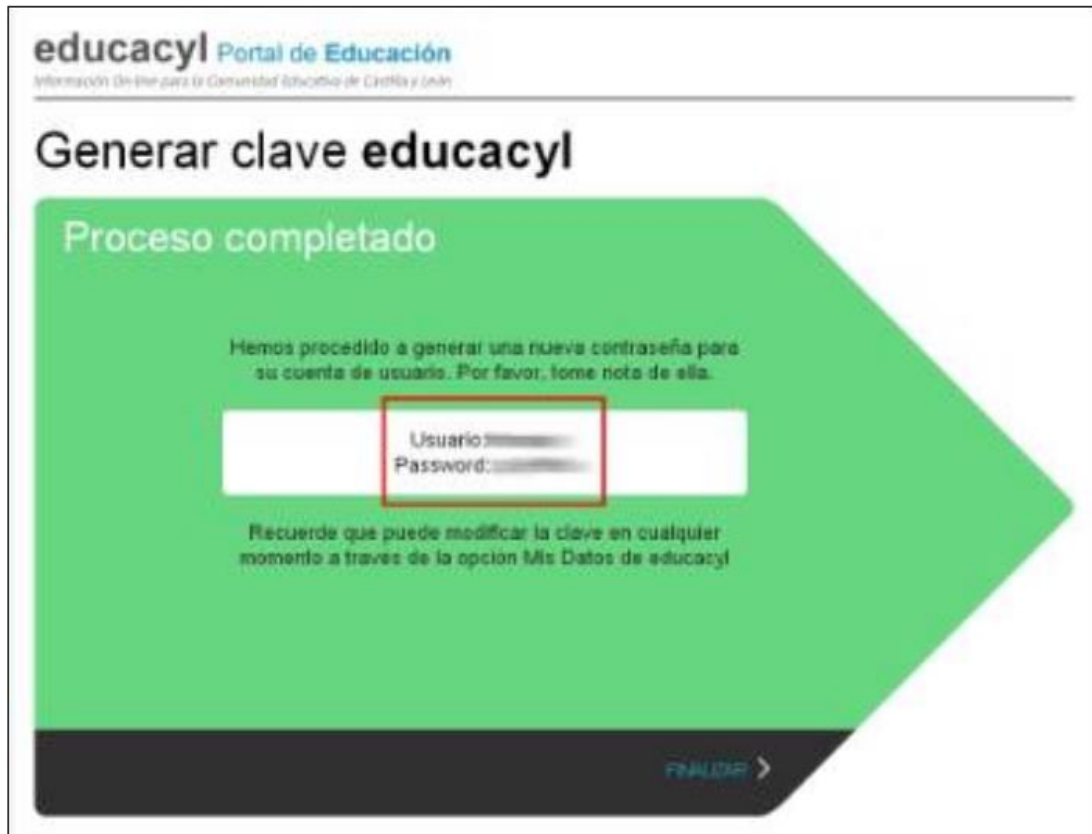 educacyl Portal de Educación
Información On-line para la Comunidad Educativa de Castilla y León
Generar clave educacyl
Proceso completado
Hemos procedido a generar una nueva contraseña para
su cuenta de usuario. Por favor, tome nota de ella.
Usuario:
Password:
Recuerde que puede modificar la clave en cualquier
momento a traves de la opción Mis Datos de educacyl
FINALIZAR